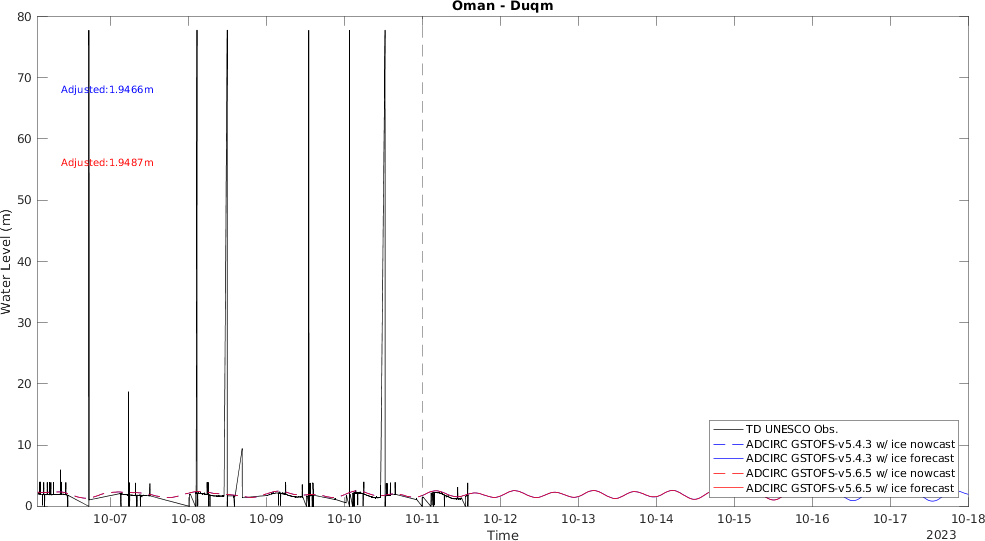 Oman - Duqm
Water Level (m)
80
70
60
50
40
30
20
10
0
Adjusted:1.9466m
Adjusted:1.9487m
TD UNESCO Obs.
ADCIRC GSTOFS-v5.4.3 w/ ice nowcast
ADCIRC GSTOFS-v5.4.3 w/ ice forecast
ADCIRC GSTOFS-v5.6.5 w/ ice nowcast
ADCIRC GSTOFS-v5.6.5 w/ ice forecast
10-07 10-08 10-09 10-10 10-11 10-12 10-13 10-14 10-15 10-16 10-17 10-18
Time
2023